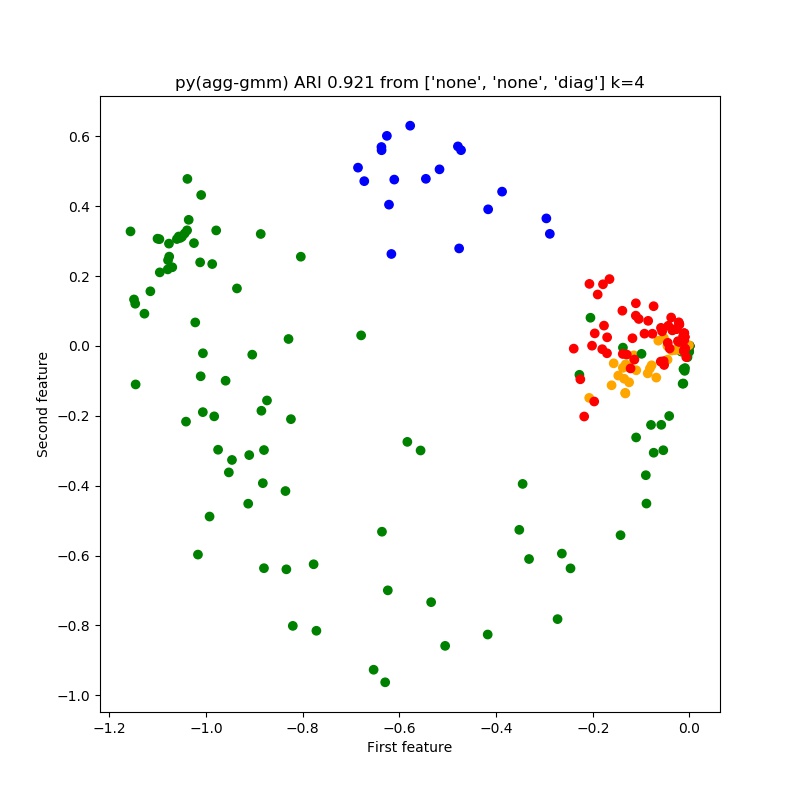 py(agg-gmm) ARI 0.921 from ['none', 'none', 'diag'] k=4
0.6
0.4
0.2
0.0
−0.2
−0.4
−0.6
−0.8
−1.0
Second feature
−1.2 −1.0 −0.8 −0.6 −0.4 −0.2 0.0
First feature